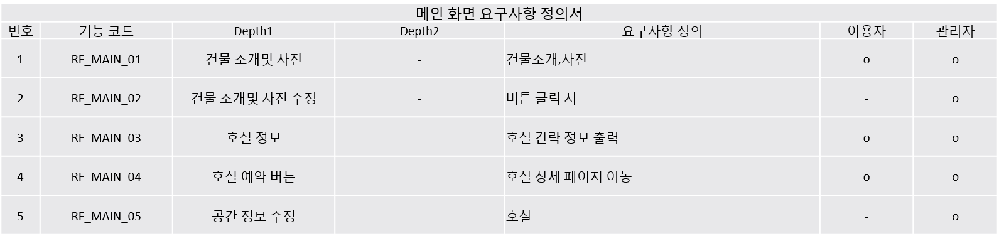 메인 화면 요구사항 정의서
번호 기능 코드 Depth1 Depth2 요구사항 정의 이용자 관리자
1 RF_MAIN_01 건물 소개및 사진 - 건물소개,사진 o o
2 RF_MAIN_02 건물 소개및 사진 수정 - 버튼 클릭 시 - o
3 RF_MAIN_03 호실 정보 호실 간략 정보 출력 o o
4 RF_MAIN_04 호실 예약 버튼 호실 상세 페이지 이동 o o
5 RF_MAIN_05 공간 정보 수정 호실 - o